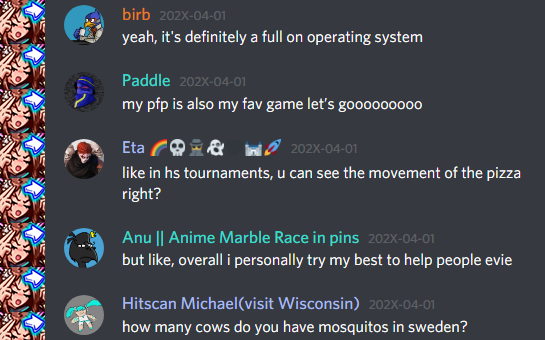 birb 202X-04-01
yeah, it's definitely a full on operating system
Paddle 202X-04-01
my pfp is also my fav game let's gooooooooo
Eta 🌈💀🕵️👻 🏰🚀 202X-04-01
like in hs tournaments, u can see the movement of the pizza
right?
Anu || Anime Marble Race in pins 202X-04-01
but like, overall i personally try my best to help people evie
Hitscan Michael(visit Wisconsin) 202X-04-01
how many cows do you have mosquitos in sweden?